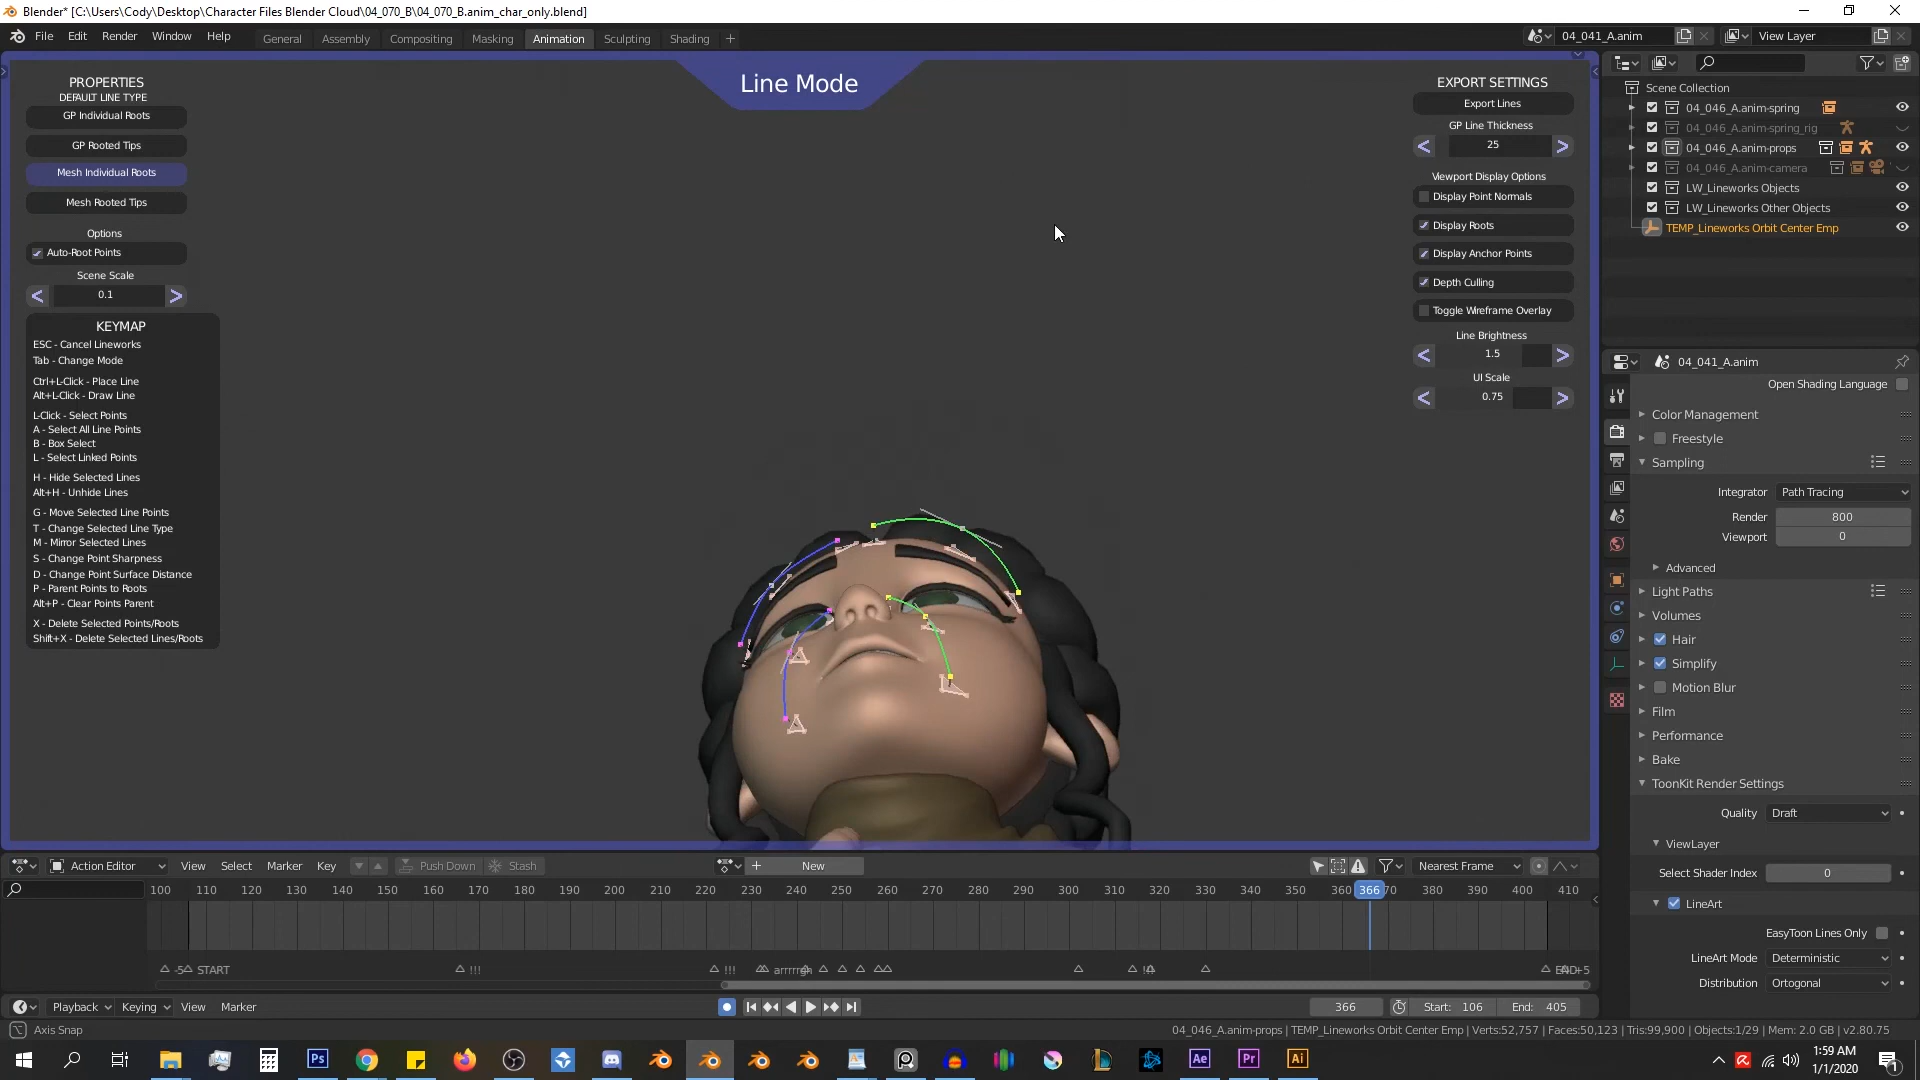 Blender* [C:\Users\Cody\Desktop\Character Files Blender Cloud\04_070_B\04_070_B.anim_char_only.blend]
File Edit Render Window Help
General Assembly Compositing Masking Animation Sculpting Shading +
04_041_A.anim
View Layer
Line Mode
PROPERTIES
DEFAULT LINE TYPE
GP Individual Roots
GP Rooted Tips
Mesh Individual Roots
Mesh Rooted Tips
Options
Auto-Root Points
Scene Scale
< 0.1 >
KEYMAP
ESC - Cancel Lineworks
Tab - Change Mode
Ctrl+L-Click - Place Line
Alt+L-Click - Draw Line
L-Click - Select Points
A - Select All Line Points
B - Box Select
L - Select Linked Points
H - Hide Selected Lines
Alt+H - Unhide Lines
G - Move Selected Line Points
T - Change Selected Line Type
M - Mirror Selected Lines
S - Change Point Sharpness
D - Change Point Surface Distance
P - Parent Points to Roots
Alt+P - Clear Points Parent
X - Delete Selected Points/Roots
Shift+X - Delete Selected Lines/Roots
EXPORT SETTINGS
Export Lines
GP Line Thickness
< 25 >
Viewport Display Options
Display Point Normals
Display Roots
Display Anchor Points
Depth Culling
Toggle Wireframe Overlay
Line Brightness
< 1.5 >
UI Scale
< 0.75 >
Scene Collection
04_046_A.anim-spring
04_046_A.anim-spring_rig
04_046_A.anim-props
04_046_A.anim-camera
LW_Lineworks Objects
LW_Lineworks Other Objects
TEMP_Lineworks Orbit Center Emp
04_041_A.anim
Open Shading Language
Color Management
Freestyle
Sampling
Integrator Path Tracing
Render 800
Viewport 0
Advanced
Light Paths
Volumes
Hair
Simplify
Motion Blur
Film
Performance
Bake
ToonKit Render Settings
Quality Draft
ViewLayer
Select Shader Index 0
LineArt
EasyToon Lines Only
LineArt Mode Deterministic
Distribution Ortogonal
Action Editor View Select Marker Key Push Down Stash + New Nearest Frame
100 110 120 130 140 150 160 170 180 190 200 210 220 230 240 250 260 270 280 290 300 310 320 330 340 350 360 366 70 380 390 400 410
-5 START !!! !!! arrrrrgh END+5
Playback Keying View Marker 366 Start: 106 End: 405
Axis Snap
04_046_A.anim-props | TEMP_Lineworks Orbit Center Emp | Verts:52,757 | Faces:50,123 | Tris:99,900 | Objects:1/29 | Mem: 2.0 GB | v2.80.75
Ps Ae Pr Ai
1:59 AM
1/1/2020
1